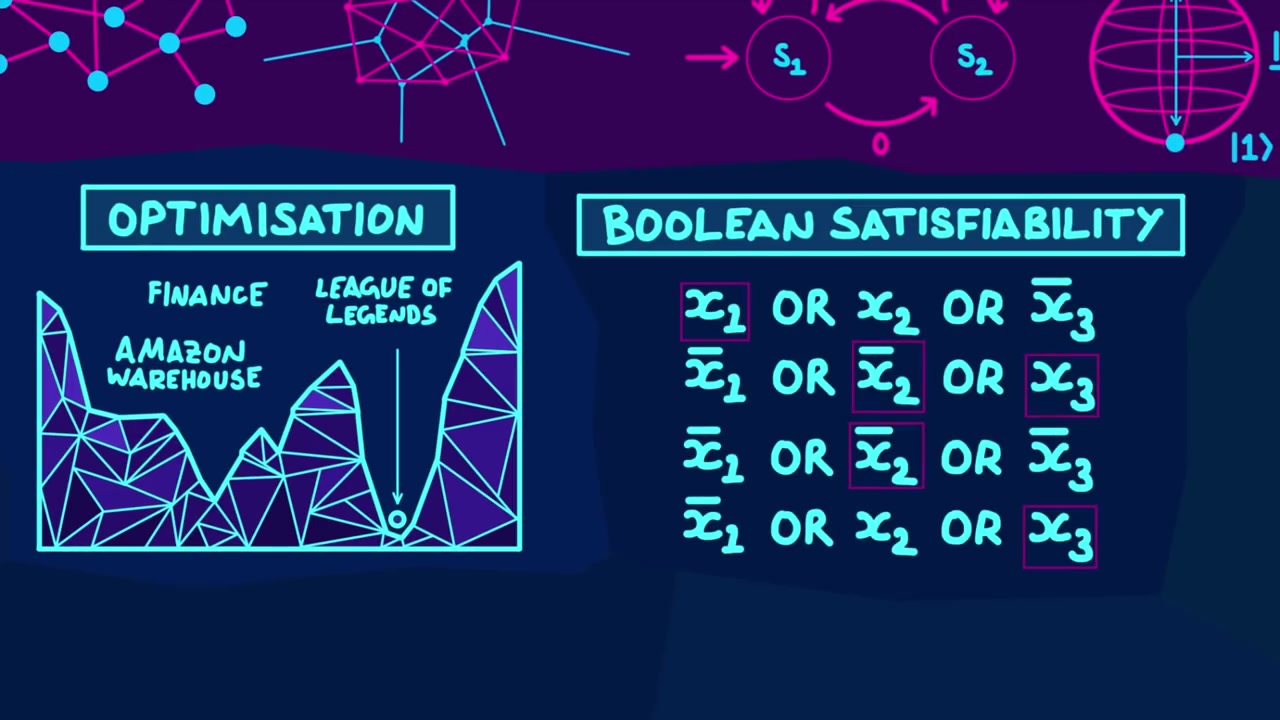 S₁
S₂
0
|1⟩
OPTIMISATION
FINANCE
LEAGUE OF
LEGENDS
AMAZON
WAREHOUSE
BOOLEAN SATISFIABILITY
x₁ OR x₂ OR x̅₃
x̅₁ OR x̅₂ OR x₃
x̅₁ OR x̅₂ OR x̅₃
x̅₁ OR x₂ OR x₃